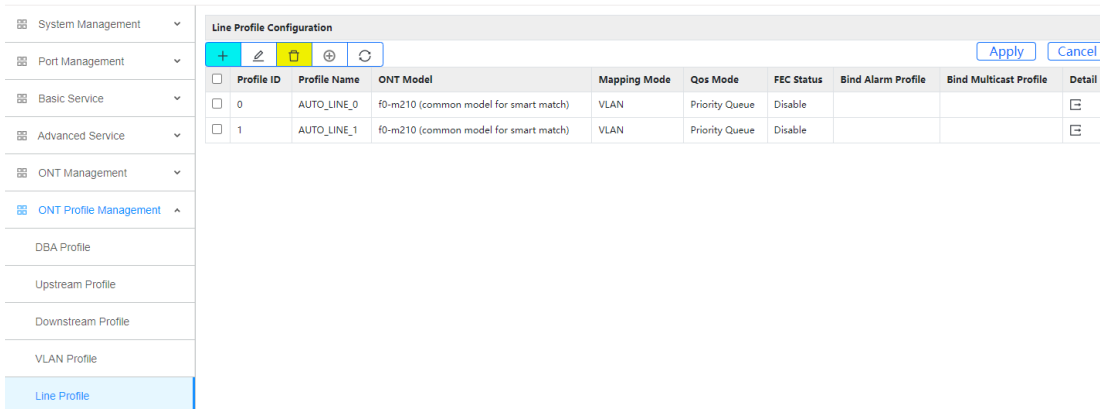 System Management
Port Management
Basic Service
Advanced Service
ONT Management
ONT Profile Management
DBA Profile
Upstream Profile
Downstream Profile
VLAN Profile
Line Profile
Line Profile Configuration
Apply Cancel
Profile ID Profile Name ONT Model Mapping Mode Qos Mode FEC Status Bind Alarm Profile Bind Multicast Profile Detail
0 AUTO_LINE_0 f0-m210 (common model for smart match) VLAN Priority Queue Disable
1 AUTO_LINE_1 f0-m210 (common model for smart match) VLAN Priority Queue Disable